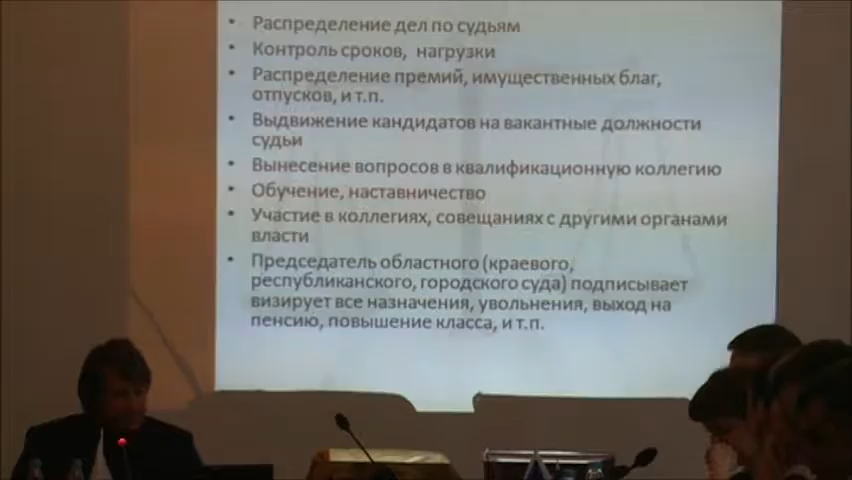 • Распределение дел по судьям
• Контроль сроков, нагрузки
• Распределение премий, имущественных благ,
отпусков, и т.п.
• Выдвижение кандидатов на вакантные должности
судьи
• Вынесение вопросов в квалификационную коллегию
• Обучение, наставничество
• Участие в коллегиях, совещаниях с другими органами
власти
• Председатель областного (краевого,
республиканского, городского суда) подписывает
визирует все назначения, увольнения, выход на
пенсию, повышение класса, и т.п.